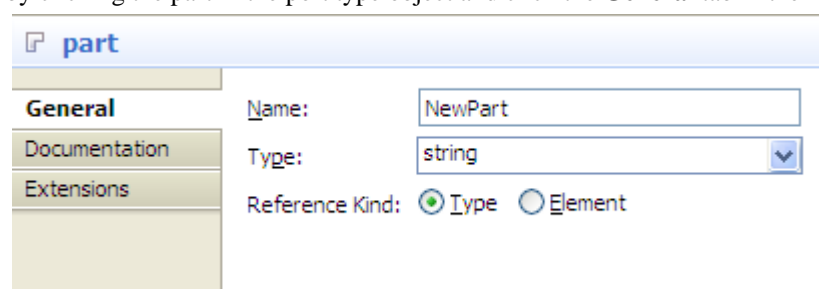 part
General
Name:
NewPart
Documentation
Type:
string
Extensions
Reference Kind:
Type
Element